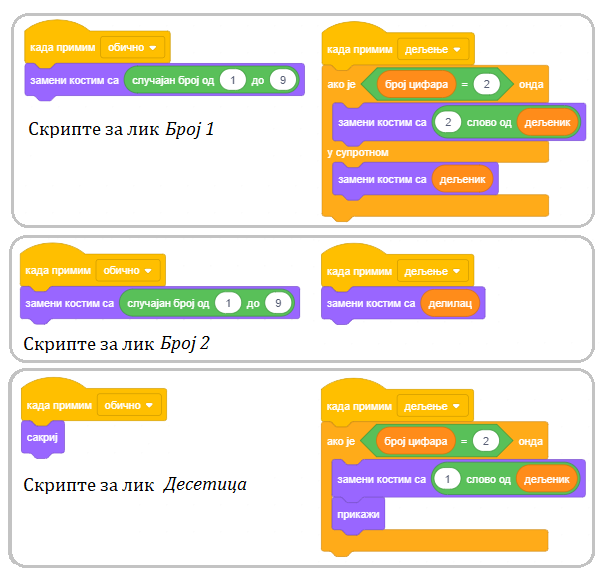 када примим обично
замени костим са случајан број од 1 до 9
Скрипте за лик Број 1
када примим дељење
ако је број цифара = 2 онда
замени костим са 2 слово од дељеник
у супротном
замени костим са дељеник
када примим обично
замени костим са случајан број од 1 до 9
Скрипте за лик Број 2
када примим дељење
замени костим са делилац
када примим обично
сакриј
Скрипте за лик Десетица
када примим дељење
ако је број цифара = 2 онда
замени костим са 1 слово од дељеник
прикажи